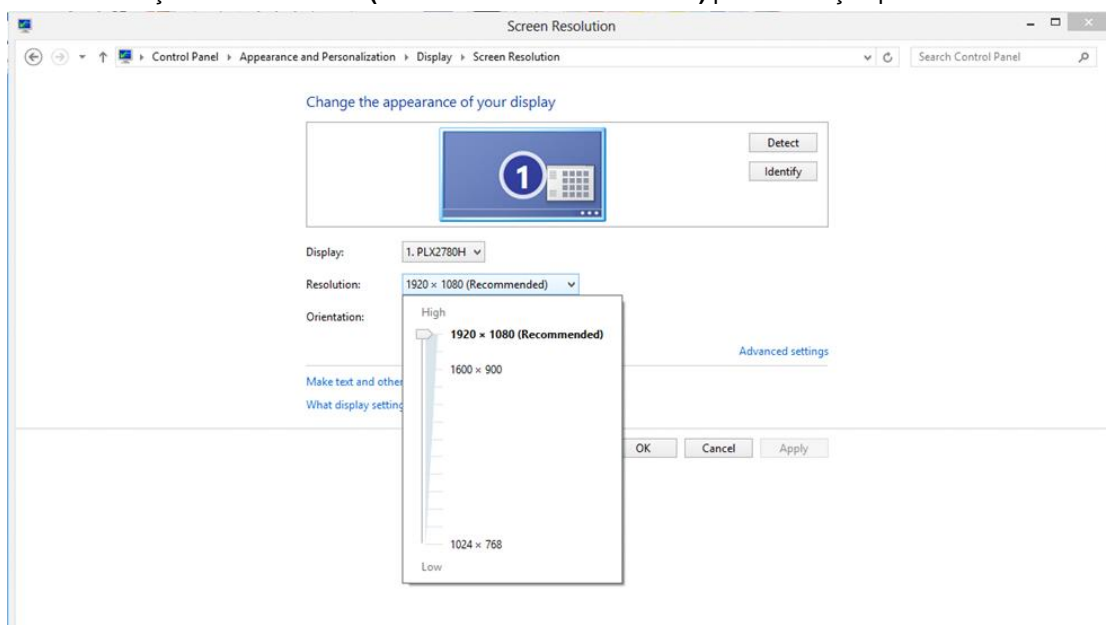 Screen Resolution
Control Panel ▸ Appearance and Personalization ▸ Display ▸ Screen Resolution
Search Control Panel
Change the appearance of your display
1
Detect
Identify
Display: 1. PLX2780H
Resolution: 1920 × 1080 (Recommended)
Orientation:
High
1920 × 1080 (Recommended)
Advanced settings
1600 × 900
Make text and other
What display setting
OK Cancel Apply
1024 × 768
Low